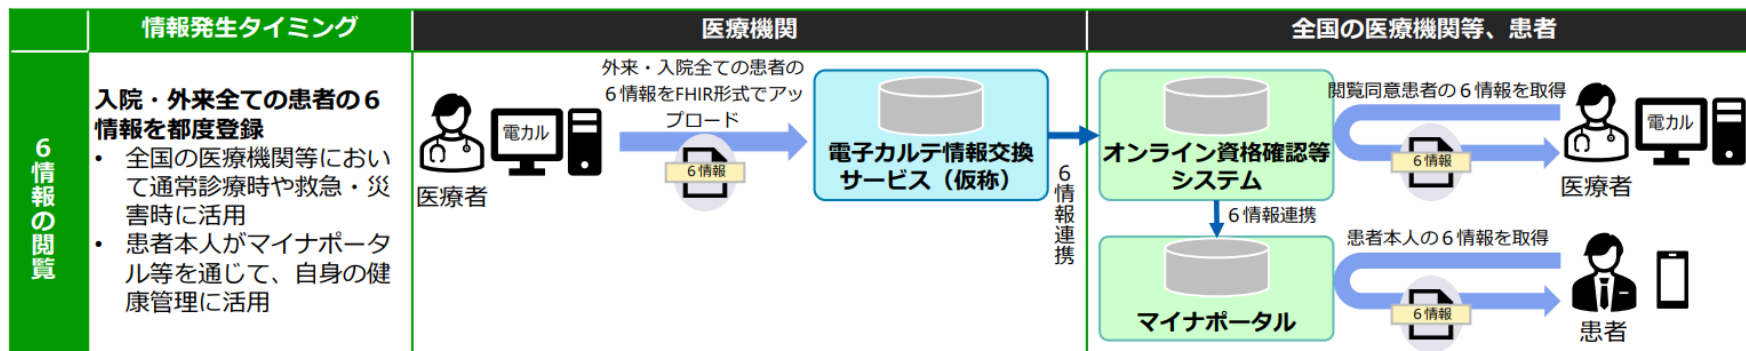 情報発生タイミング
医療機関
全国の医療機関等、患者
6情報の閲覧
入院・外来全ての患者の6
情報を都度登録
• 全国の医療機関等におい
て通常診療時や救急・災
害時に活用
• 患者本人がマイナポータ
ル等を通じて、自身の健
康管理に活用
電カル
医療者
外来・入院全ての患者の
6情報をFHIR形式でアッ
プロード
6情報
電子カルテ情報交換
サービス（仮称）
6情報連携
オンライン資格確認等
システム
6情報連携
マイナポータル
閲覧同意患者の6情報を取得
6情報
電カル
医療者
患者本人の6情報を取得
6情報
患者